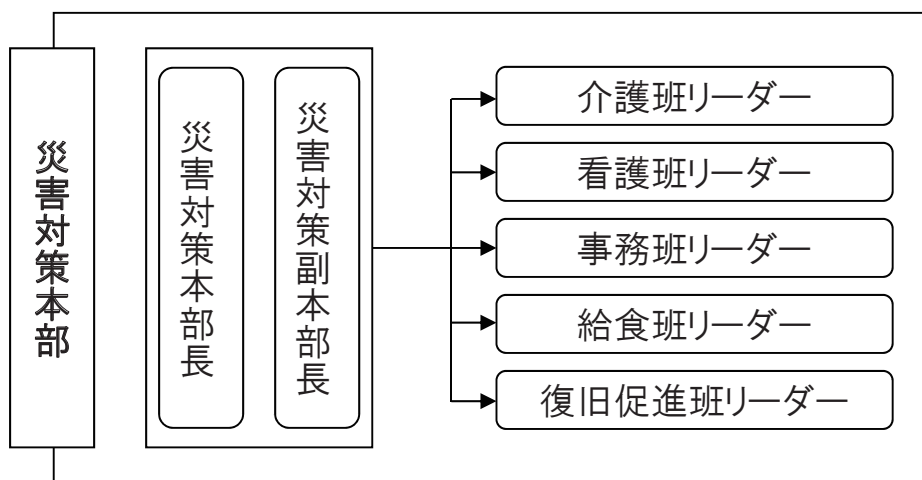 災害対策本部
災害対策本部長
災害対策副本部長
介護班リーダー
看護班リーダー
事務班リーダー
給食班リーダー
復旧促進班リーダー